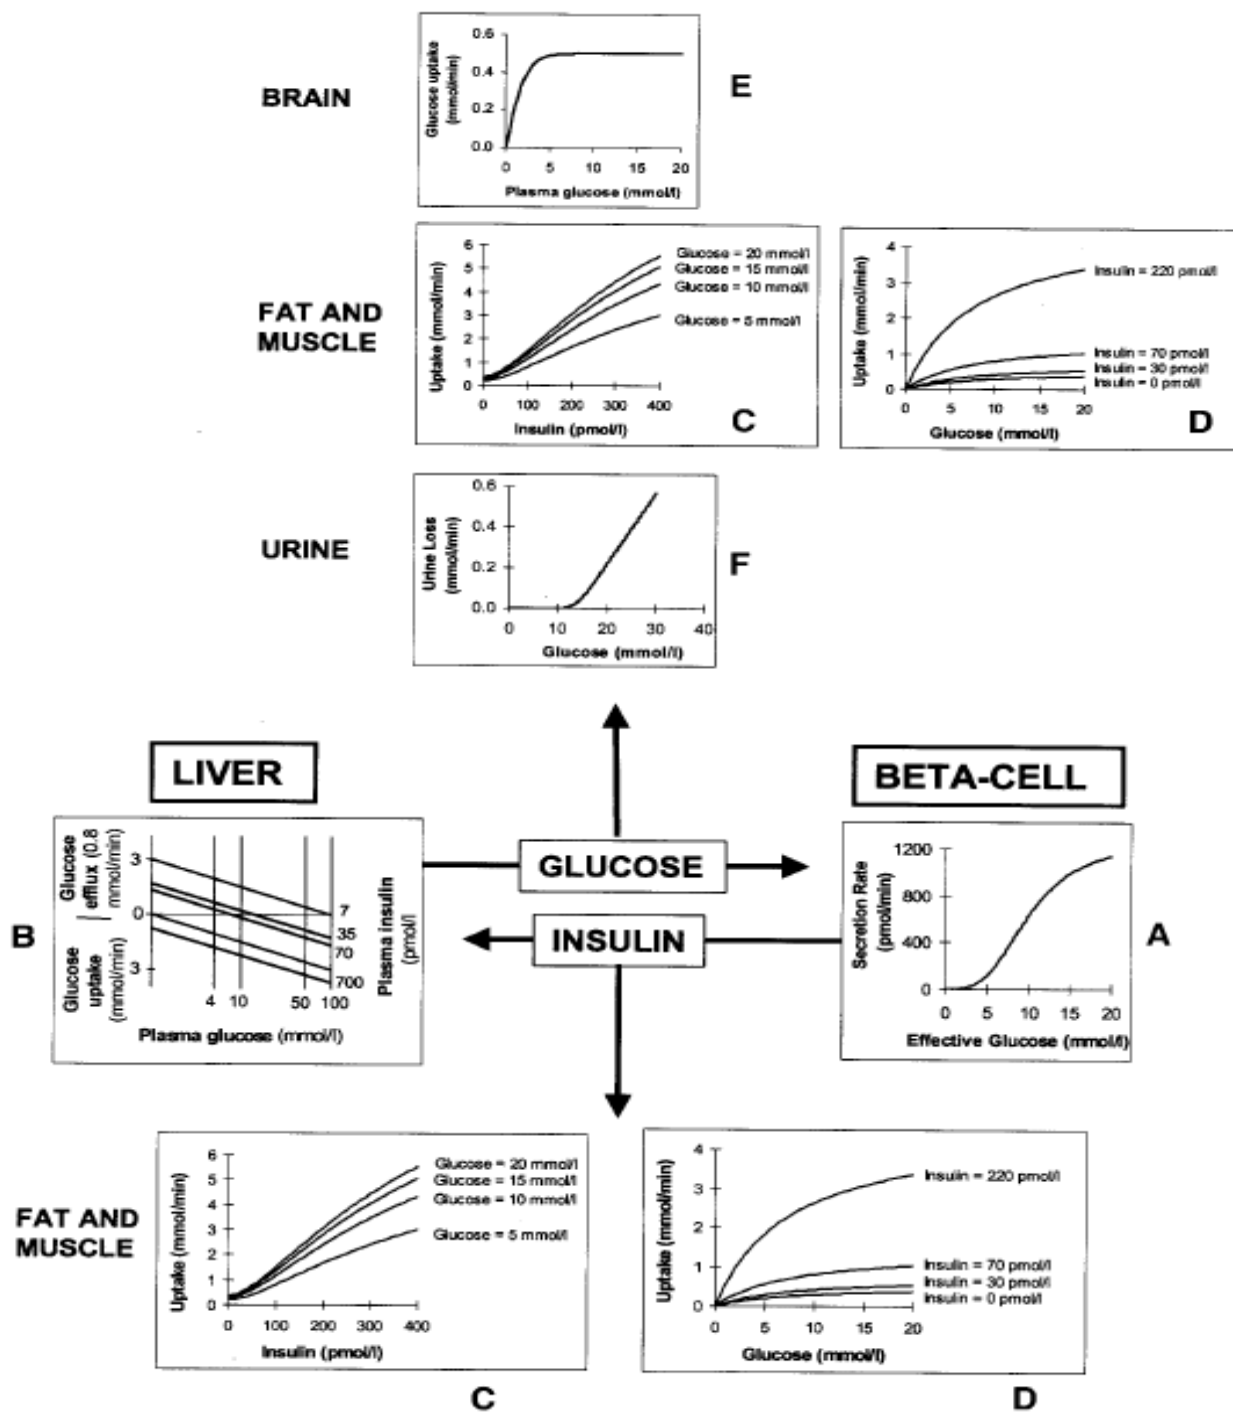 BRAIN
Glucose uptake
(mmol/min)
0.6
0.4
0.2
0.0
0 5 10 15 20
Plasma glucose (mmol/l)
E
FAT AND
MUSCLE
Uptake (mmol/min)
6
5
4
3
2
1
0
0 100 200 300 400
Insulin (pmol/l)
Glucose = 20 mmol/l
Glucose = 15 mmol/l
Glucose = 10 mmol/l
Glucose = 5 mmol/l
C
Uptake (mmol/min)
4
3
2
1
0
0 5 10 15 20
Glucose (mmol/l)
Insulin = 220 pmol/l
Insulin = 70 pmol/l
Insulin = 30 pmol/l
Insulin = 0 pmol/l
D
URINE
Urine Loss
(mmol/min)
0.6
0.4
0.2
0.0
0 10 20 30 40
Glucose (mmol/l)
F
LIVER
BETA-CELL
GLUCOSE
INSULIN
B
Glucose
efflux (0.8
mmol/min)
Glucose
uptake
(mmol/min)
3
0
3
7
35
70
700
4 10 50 100
Plasma glucose (mmol/l)
Plasma insulin
(pmol/l)
Secretion Rate
(pmol/min)
1200
800
400
0
0 5 10 15 20
Effective Glucose (mmol/l)
A
FAT AND
MUSCLE
Uptake (mmol/min)
6
5
4
3
2
1
0
0 100 200 300 400
Insulin (pmol/l)
Glucose = 20 mmol/l
Glucose = 15 mmol/l
Glucose = 10 mmol/l
Glucose = 5 mmol/l
C
Uptake (mmol/min)
4
3
2
1
0
0 5 10 15 20
Glucose (mmol/l)
Insulin = 220 pmol/l
Insulin = 70 pmol/l
Insulin = 30 pmol/l
Insulin = 0 pmol/l
D